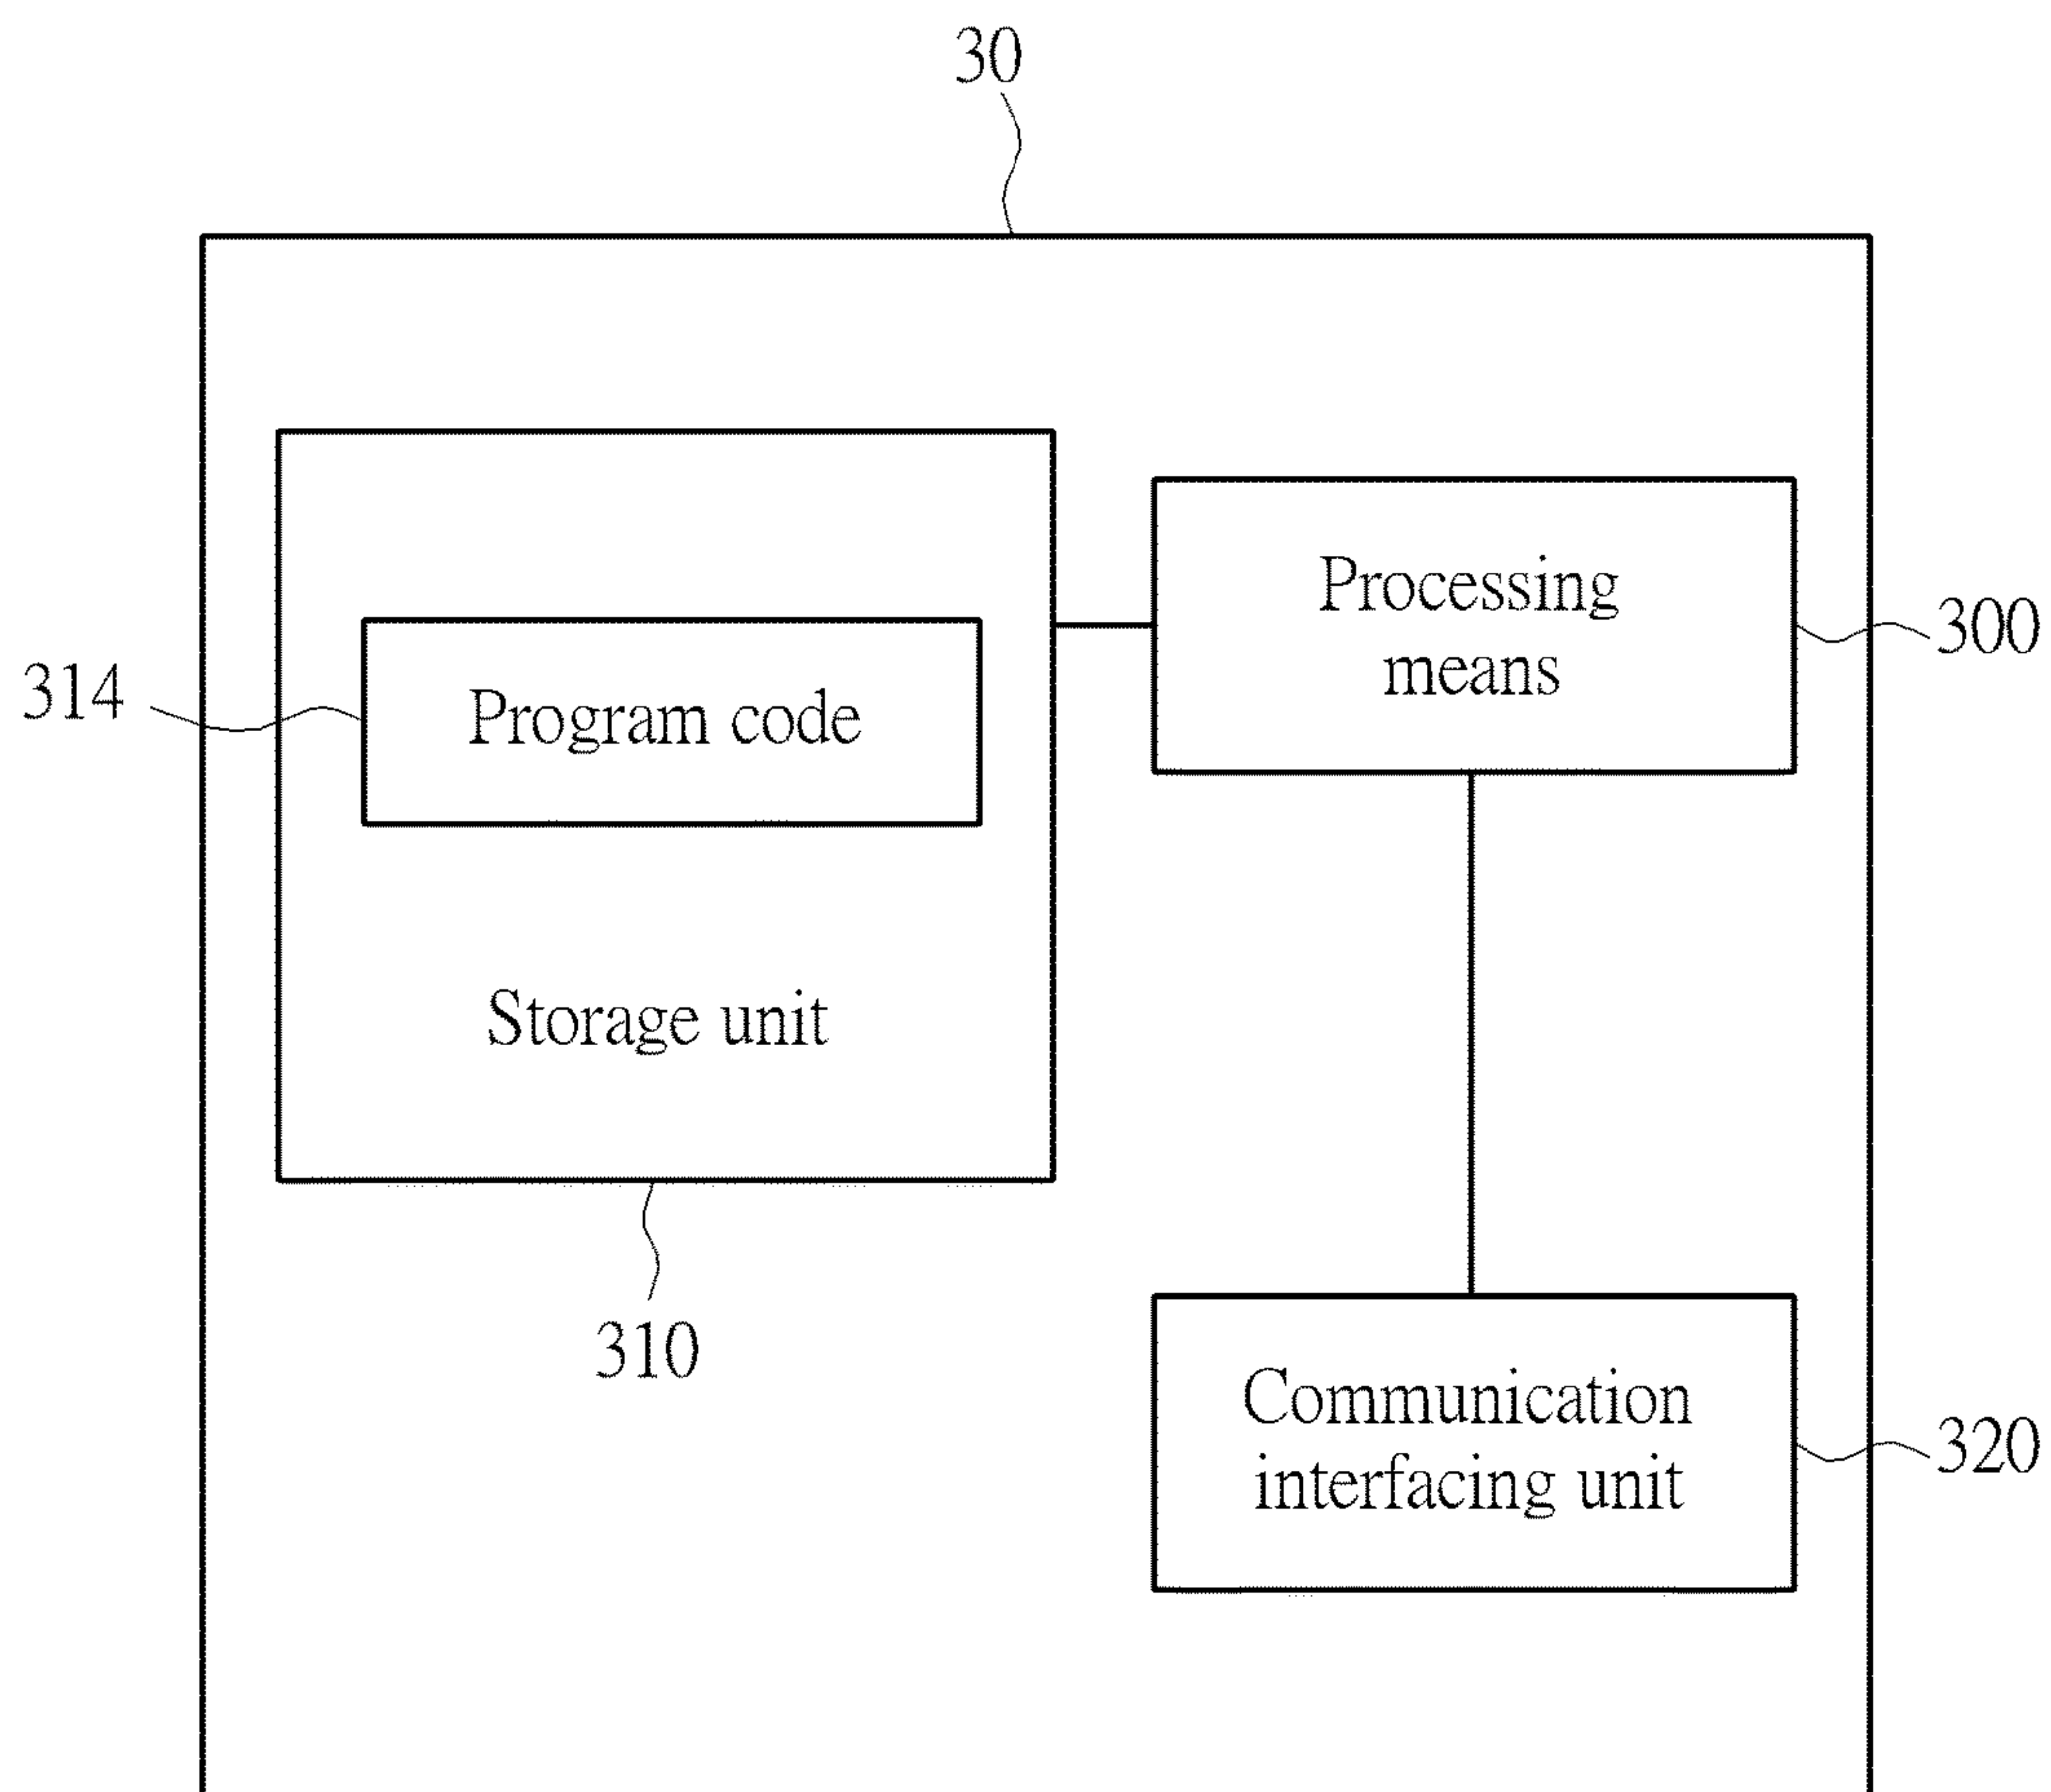 30
Processing
means
300
314
Program code
Storage unit
310
Communication
interfacing unit
320